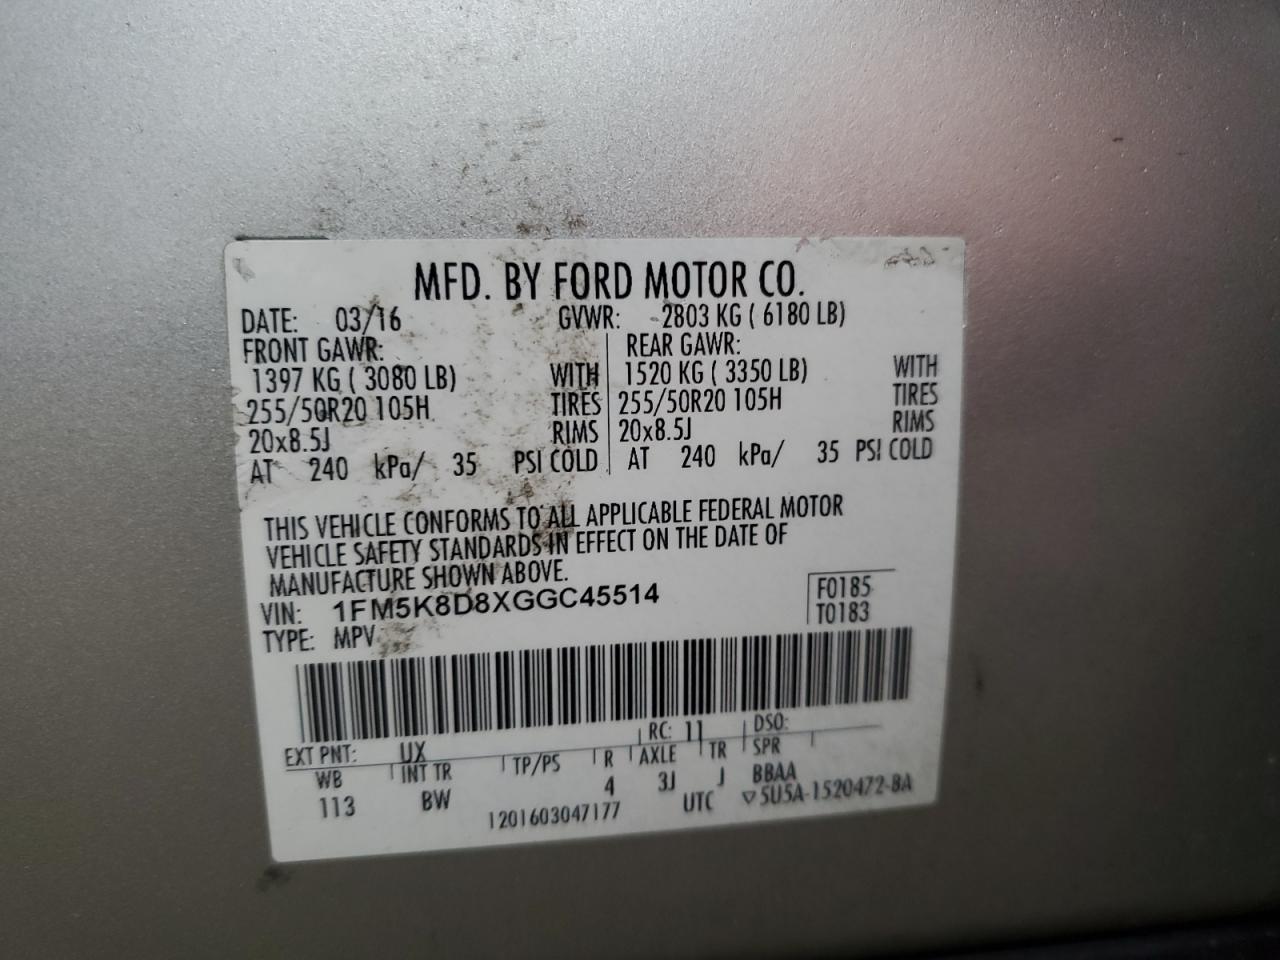 MFD. BY FORD MOTOR CO.
DATE: 03/16 GVWR: 2803 KG ( 6180 LB)
FRONT GAWR: REAR GAWR:
1397 KG ( 3080 LB) WITH 1520 KG ( 3350 LB) WITH
255/50R20 105H TIRES 255/50R20 105H TIRES
20x8.5J RIMS 20x8.5J RIMS
AT 240 kPa/ 35 PSI COLD AT 240 kPa/ 35 PSI COLD
THIS VEHICLE CONFORMS TO ALL APPLICABLE FEDERAL MOTOR
VEHICLE SAFETY STANDARDS IN EFFECT ON THE DATE OF
MANUFACTURE SHOWN ABOVE.
VIN: 1FM5K8D8XGGC45514 F0185
TYPE: MPV T0183
EXT PNT: UX RC: 11 DSO:
WB INT TR TP/PS R AXLE TR SPR
113 BW 4 3J J BBAA
1201603047177 UTC ▽5U5A-1520472-BA